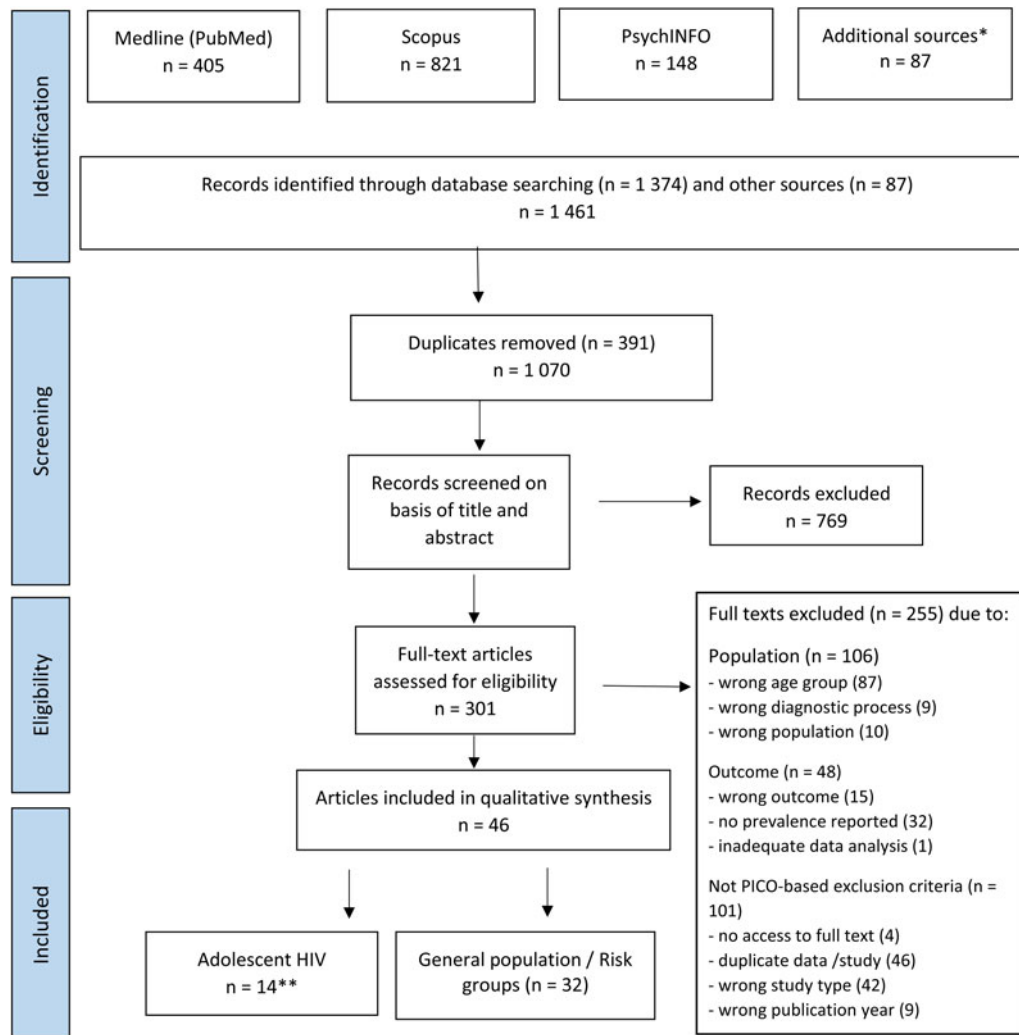 Identification
Medline (PubMed)
n = 405
Scopus
n = 821
PsychINFO
n = 148
Additional sources*
n = 87
Records identified through database searching (n = 1 374) and other sources (n = 87)
n = 1 461
Screening
Duplicates removed (n = 391)
n = 1 070
Records screened on
basis of title and
abstract
Records excluded
n = 769
Eligibility
Full-text articles
assessed for eligibility
n = 301
Full texts excluded (n = 255) due to:
Population (n = 106)
- wrong age group (87)
- wrong diagnostic process (9)
- wrong population (10)
Outcome (n = 48)
- wrong outcome (15)
- no prevalence reported (32)
- inadequate data analysis (1)
Not PICO-based exclusion criteria (n =
101)
- no access to full text (4)
- duplicate data /study (46)
- wrong study type (42)
- wrong publication year (9)
Included
Articles included in qualitative synthesis
n = 46
Adolescent HIV
n = 14**
General population / Risk
groups (n = 32)